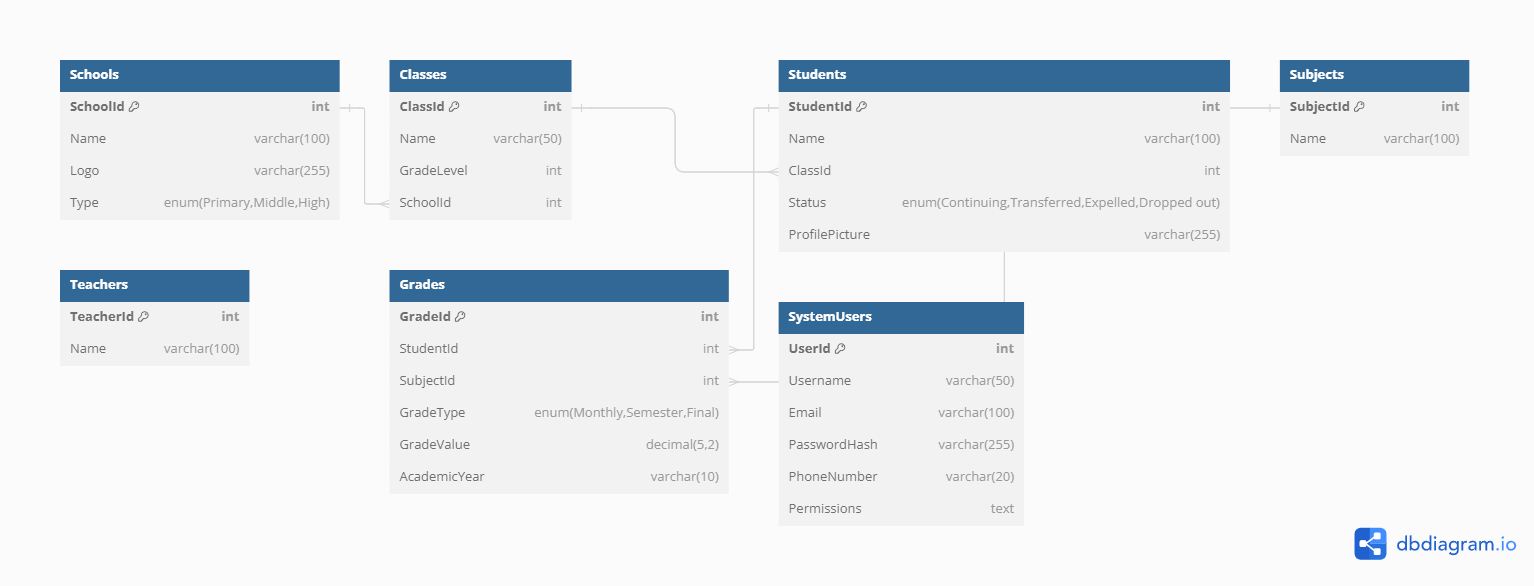 Schools
SchoolId int
Name varchar(100)
Logo varchar(255)
Type enum(Primary,Middle,High)
Classes
ClassId int
Name varchar(50)
GradeLevel int
SchoolId int
Students
StudentId int
Name varchar(100)
ClassId int
Status enum(Continuing,Transferred,Expelled,Dropped out)
ProfilePicture varchar(255)
Subjects
SubjectId int
Name varchar(100)
Teachers
TeacherId int
Name varchar(100)
Grades
GradeId int
StudentId int
SubjectId int
GradeType enum(Monthly,Semester,Final)
GradeValue decimal(5,2)
AcademicYear varchar(10)
SystemUsers
UserId int
Username varchar(50)
Email varchar(100)
PasswordHash varchar(255)
PhoneNumber varchar(20)
Permissions text
dbdiagram.io